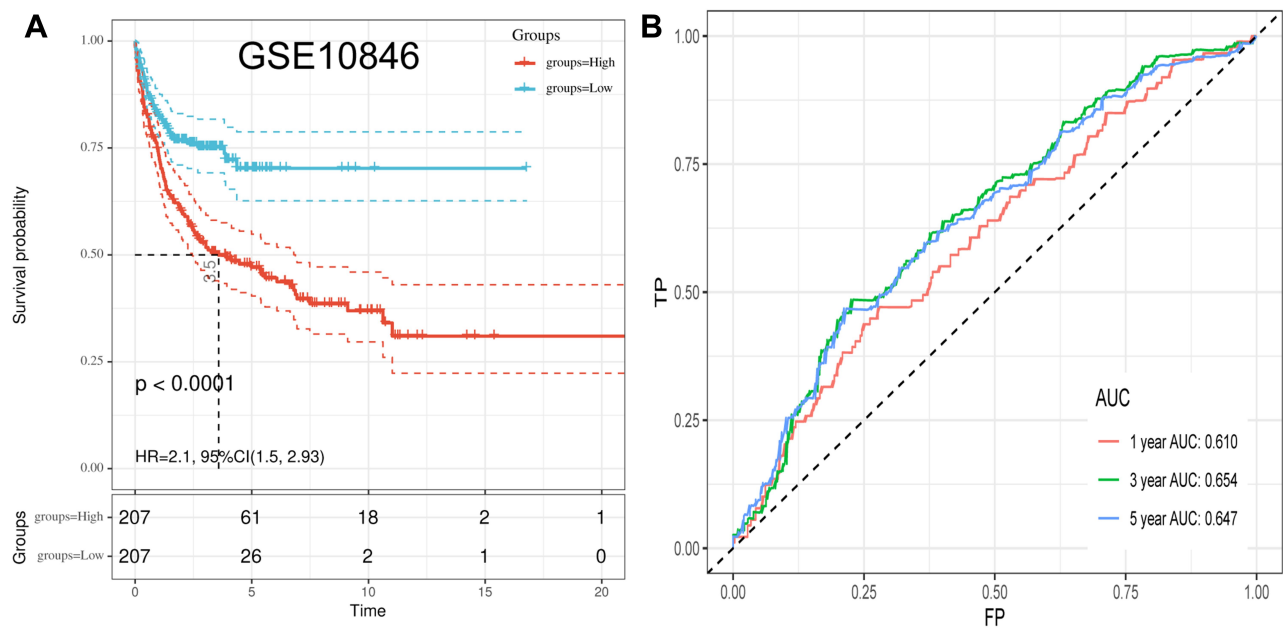 A
GSE10846
Groups
groups=High
groups=Low
1.00
0.75
0.50
0.25
0.00
Survival probability
3.5
p < 0.0001
HR=2.1, 95%CI(1.5, 2.93)
Groups
groups=High 207 61 18 2 1
groups=Low 207 26 2 1 0
0 5 10 15 20
Time
B
1.00
0.75
0.50
0.25
0.00
TP
AUC
1 year AUC: 0.610
3 year AUC: 0.654
5 year AUC: 0.647
0.00 0.25 0.50 0.75 1.00
FP